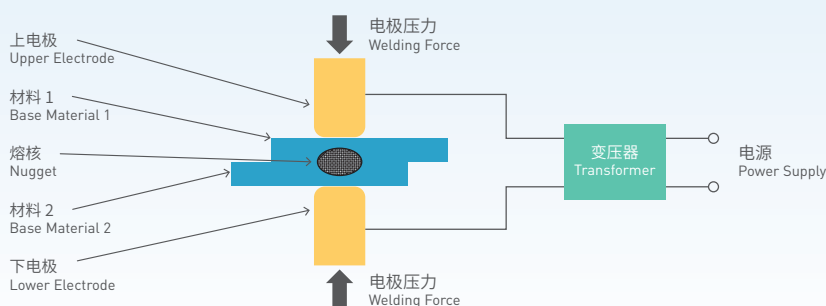 上电极
Upper Electrode
材料 1
Base Material 1
熔核
Nugget
材料 2
Base Material 2
下电极
Lower Electrode
电极压力
Welding Force
电极压力
Welding Force
变压器
Transformer
电源
Power Supply